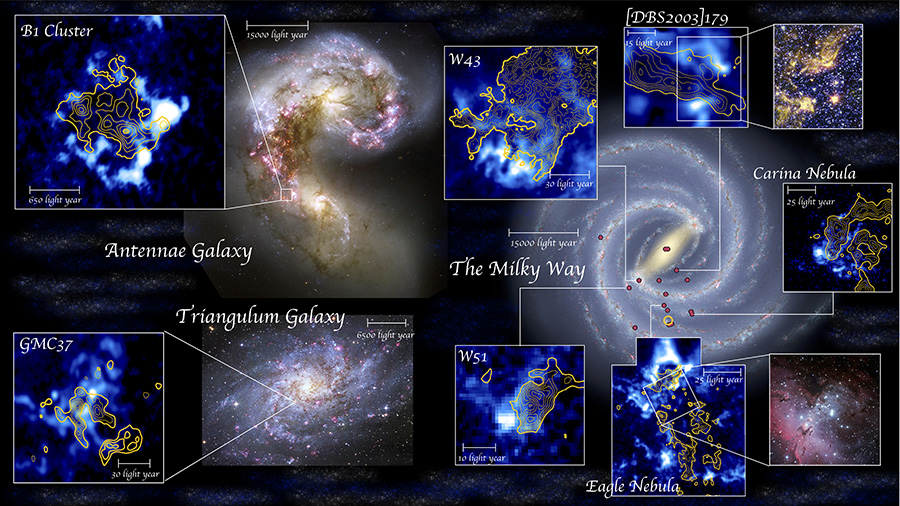 B1 Cluster
15000 light year
650 light year
Antennae Galaxy
W43
30 light year
[DBS2003]179
15 light year
Carina Nebula
25 light year
15000 light year
The Milky Way
Triangulum Galaxy
6500 light year
GMC37
30 light year
W51
10 light year
25 light year
Eagle Nebula